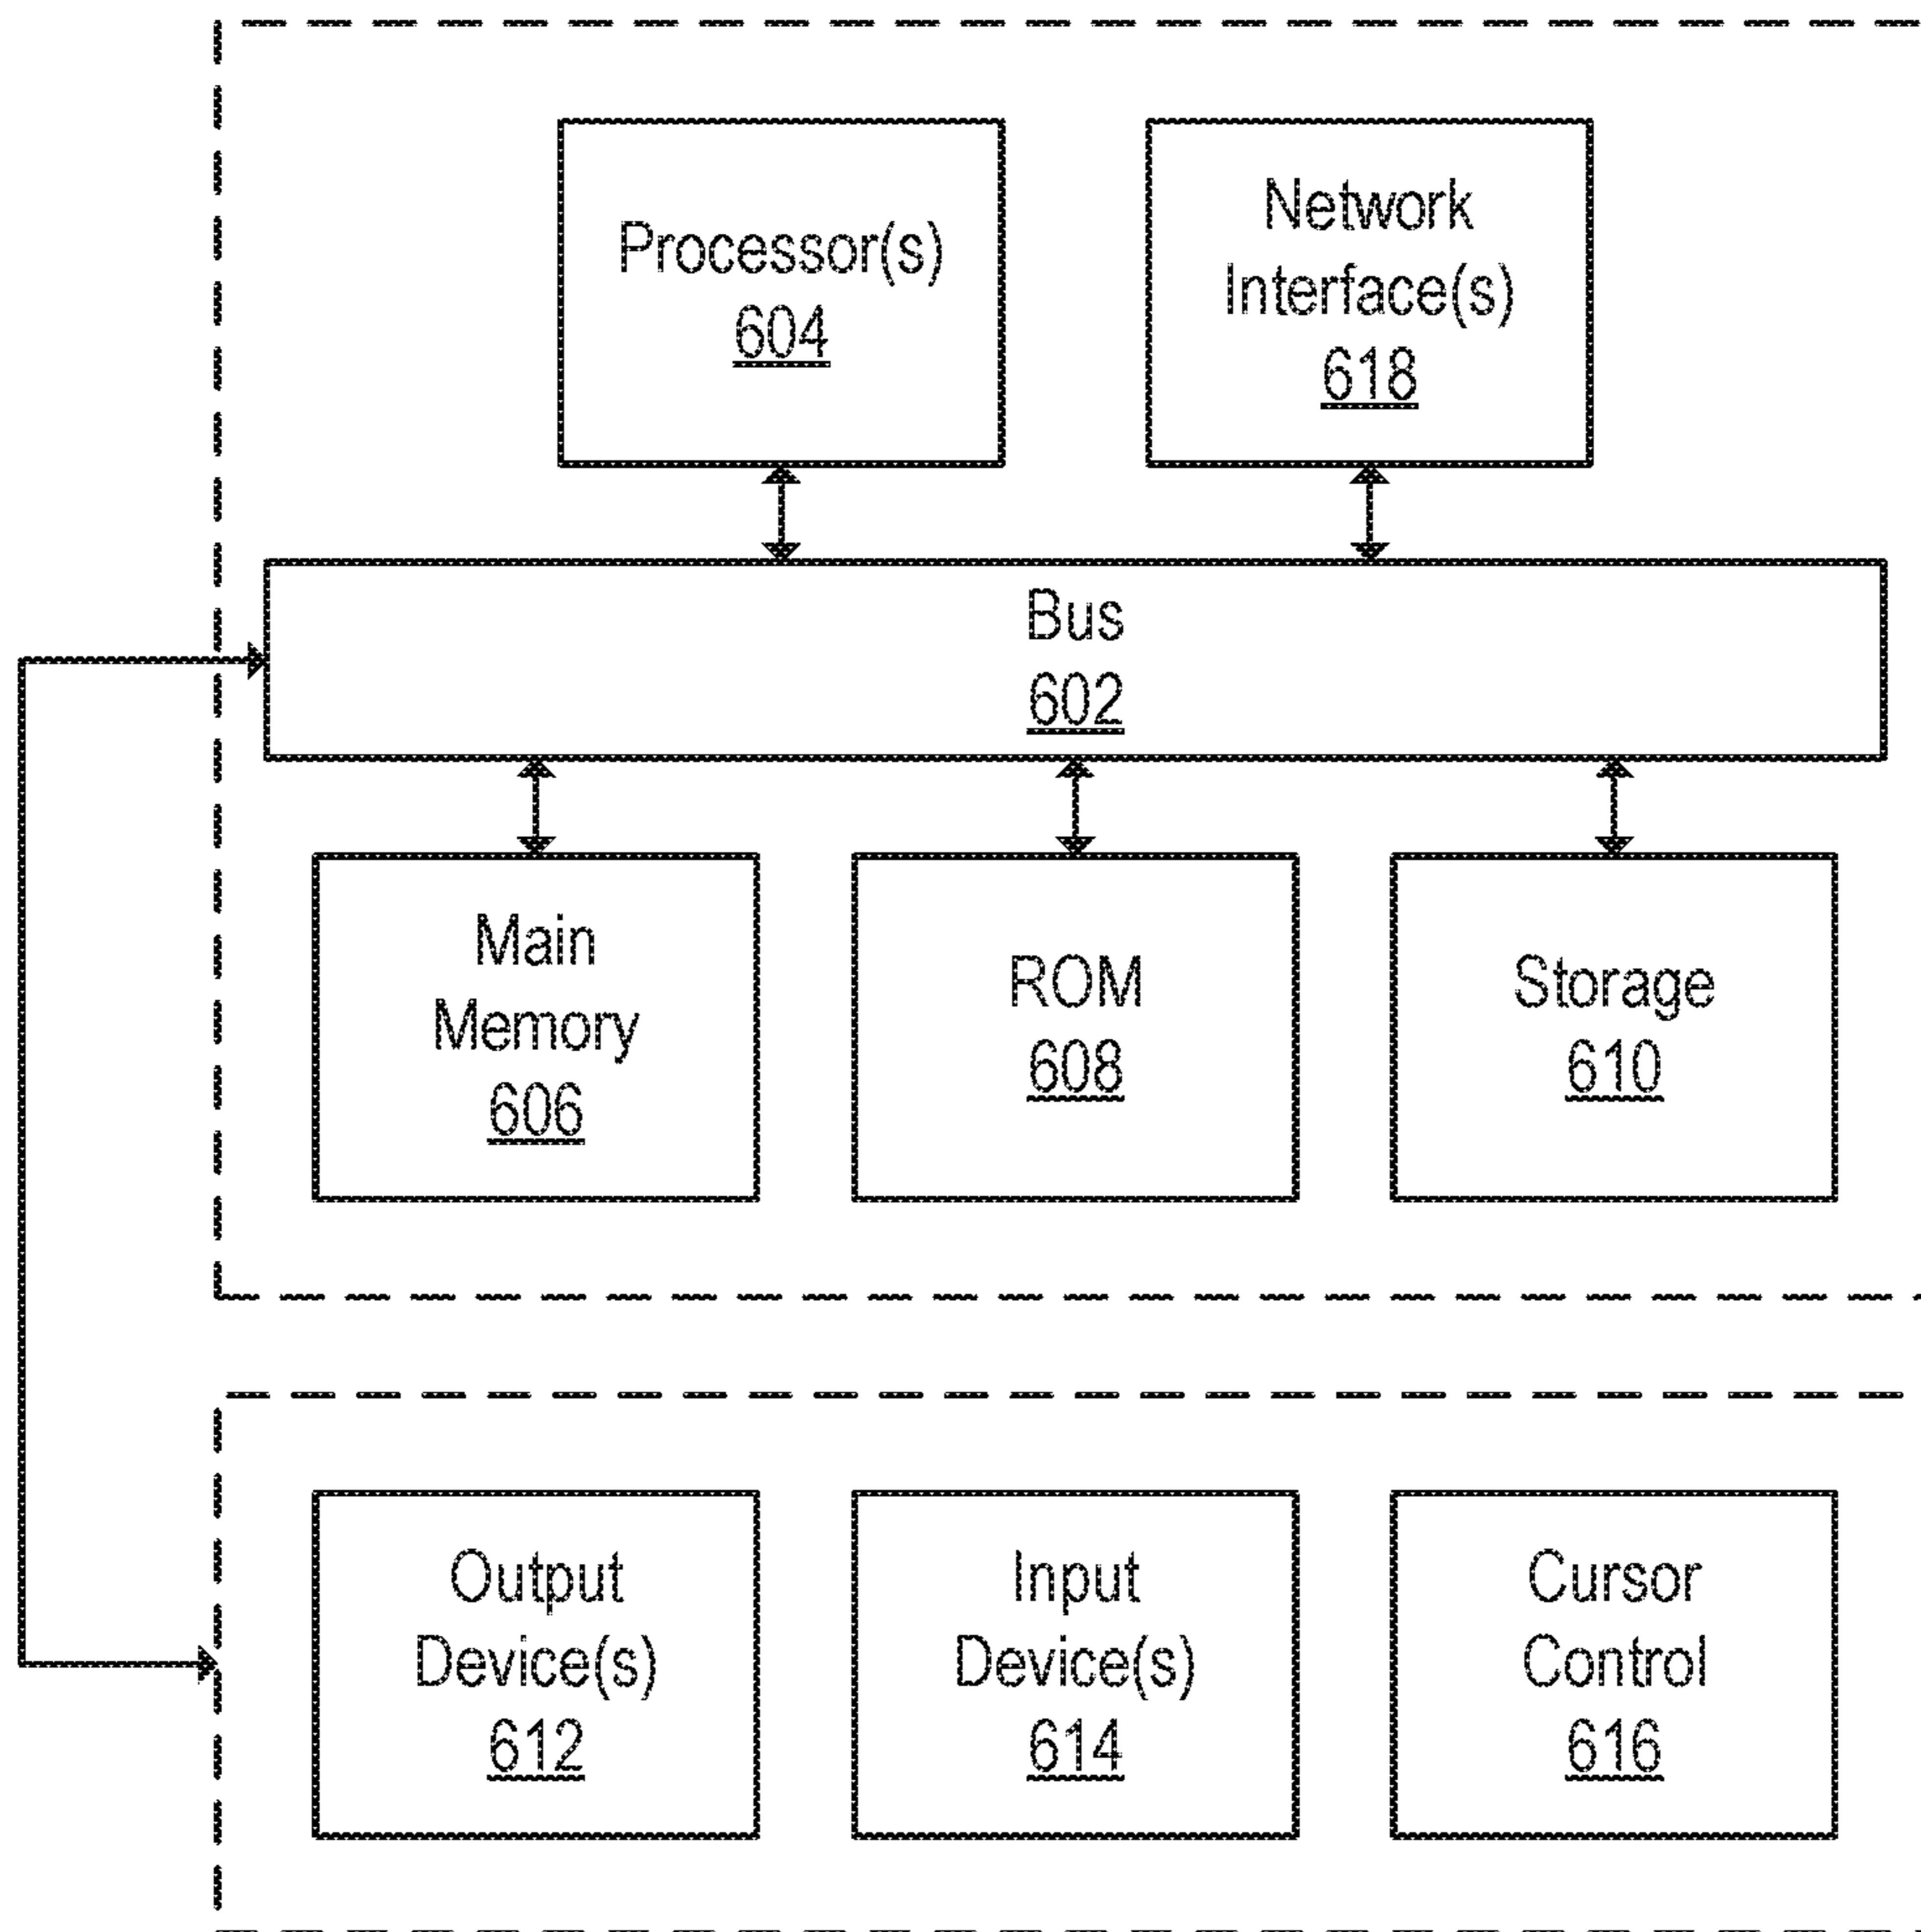 Processor(s)
604
Network
Interface(s)
618
Bus
602
Main
Memory
606
ROM
608
Storage
610
Output
Device(s)
612
Input
Device(s)
614
Cursor
Control
616